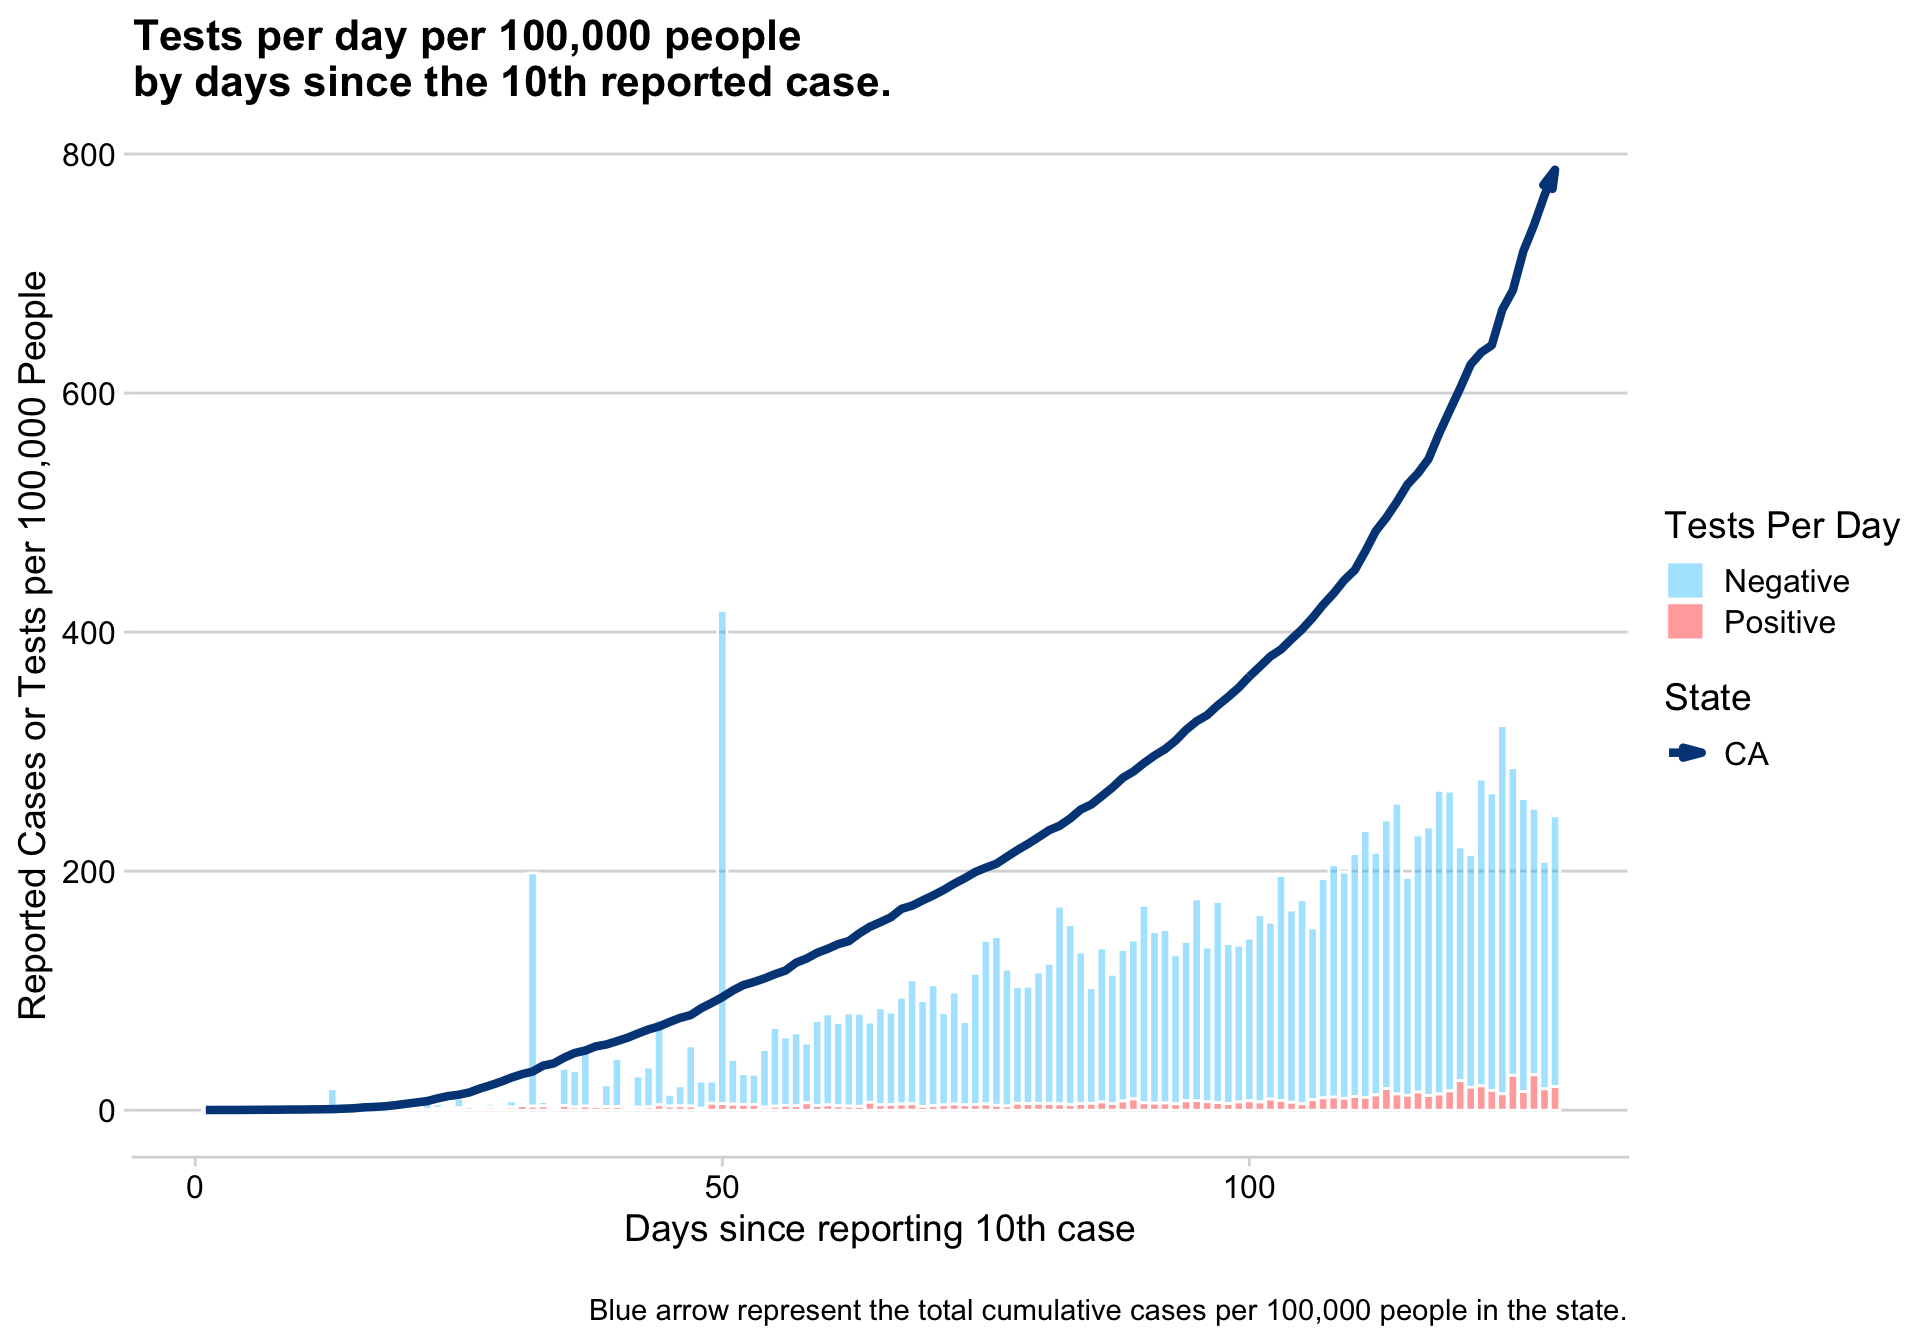 Tests per day per 100,000 people
by days since the 10th reported case.
Reported Cases or Tests per 100,000 People
800
600
400
200
0
0
50
100
Days since reporting 10th case
Tests Per Day
Negative
Positive
State
CA
Blue arrow represent the total cumulative cases per 100,000 people in the state.